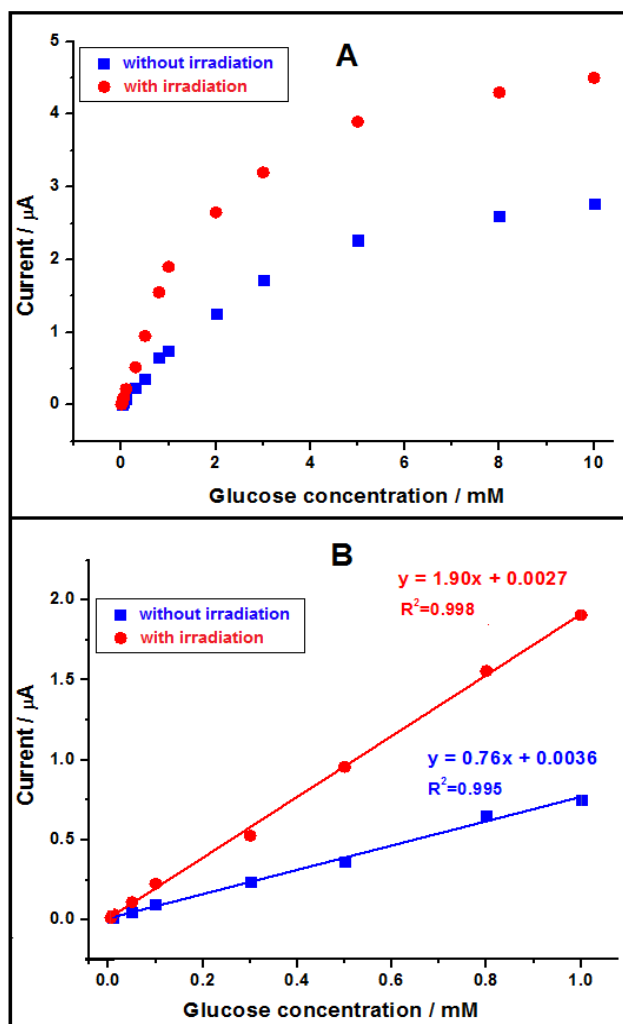 A
without irradiation
with irradiation
5
4
3
2
1
0
Current / μA
0 2 4 6 8 10
Glucose concentration / mM
B
y = 1.90x + 0.0027
R²=0.998
without irradiation
with irradiation
y = 0.76x + 0.0036
R²=0.995
2.0
1.5
1.0
0.5
0.0
Current / μA
0.0 0.2 0.4 0.6 0.8 1.0
Glucose concentration / mM